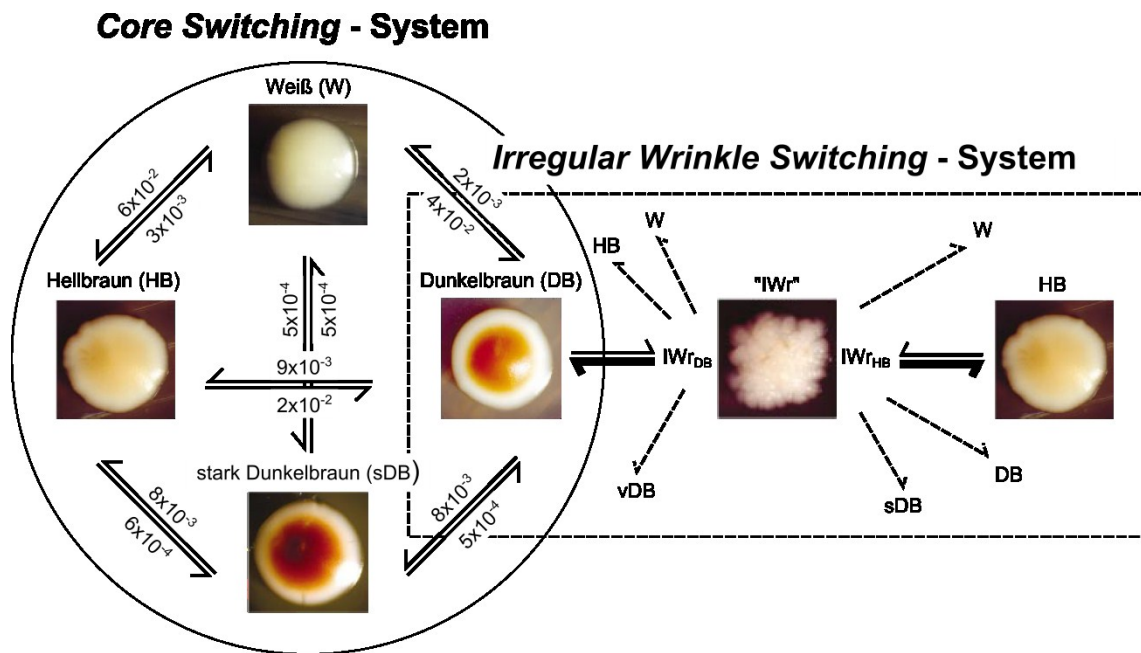 Core Switching - System
Weiß (W)
Irregular Wrinkle Switching - System
6x10⁻²
3x10⁻³
2x10⁻³
4x10⁻²
W
HB
W
Hellbraun (HB)
5x10⁻⁴
5x10⁻⁴
Dunkelbraun (DB)
"IWr"
HB
9x10⁻³
2x10⁻²
IWr_DB
IWr_HB
stark Dunkelbraun (sDB)
8x10⁻³
6x10⁻⁴
8x10⁻³
5x10⁻⁴
vDB
sDB
DB